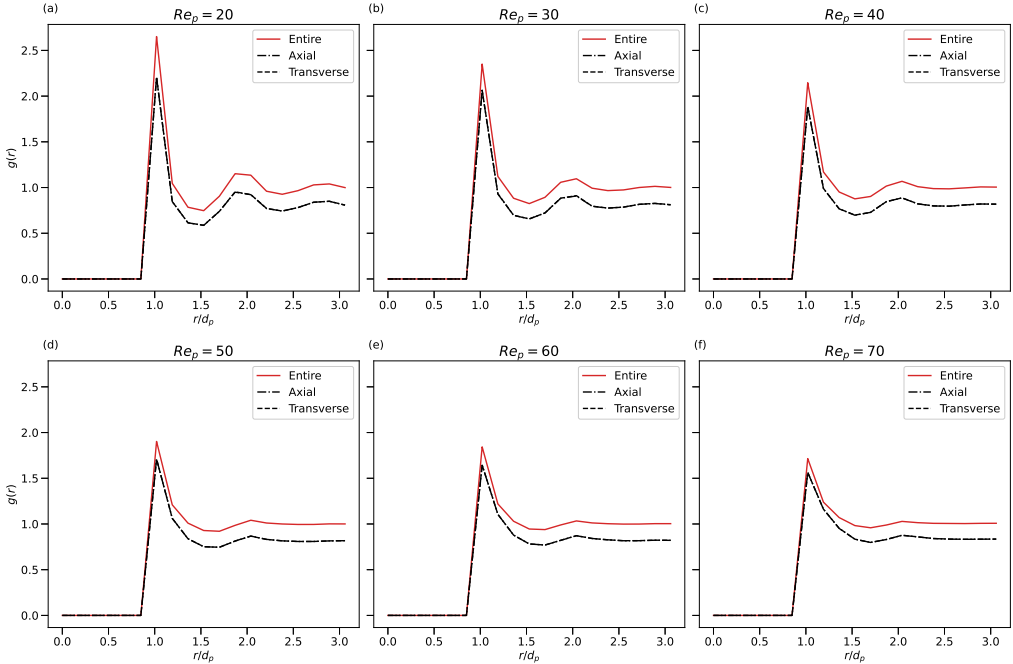 (a) Re_p = 20
Entire
Axial
Transverse
g(r)
2.5
2.0
1.5
1.0
0.5
0.0
0.0 0.5 1.0 1.5 2.0 2.5 3.0
r/d_p
(b) Re_p = 30
Entire
Axial
Transverse
0.0 0.5 1.0 1.5 2.0 2.5 3.0
r/d_p
(c) Re_p = 40
Entire
Axial
Transverse
0.0 0.5 1.0 1.5 2.0 2.5 3.0
r/d_p
(d) Re_p = 50
Entire
Axial
Transverse
g(r)
2.5
2.0
1.5
1.0
0.5
0.0
0.0 0.5 1.0 1.5 2.0 2.5 3.0
r/d_p
(e) Re_p = 60
Entire
Axial
Transverse
0.0 0.5 1.0 1.5 2.0 2.5 3.0
r/d_p
(f) Re_p = 70
Entire
Axial
Transverse
0.0 0.5 1.0 1.5 2.0 2.5 3.0
r/d_p